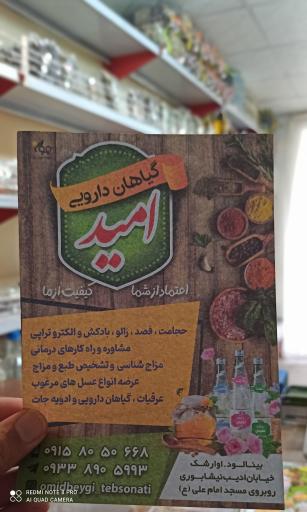 گیاهان دارویی
امید
اعتماد از شما
کیفیت از ما
حجامت ، فصد ، زالو ، بادکش و الکترو تراپی
مشاوره و راه کارهای درمانی
مزاج شناسی و تشخیص طبع و مزاج
عرضه انواع عسل های مرغوب
عرقیات ، گیاهان دارویی و ادویه جات
۰۹۱۵ ۸۰ ۵۰ ۶۶۸
۰۹۳۳ ۸۹۰ ۵۹۹۳
omidbeygi_tebsonati
بینالود . اوارشک
خیابان ادیب نیشابوری
روبروی مسجد امام علی (ع)
REDMI NOTE 8 PRO
AI QUAD CAMERA